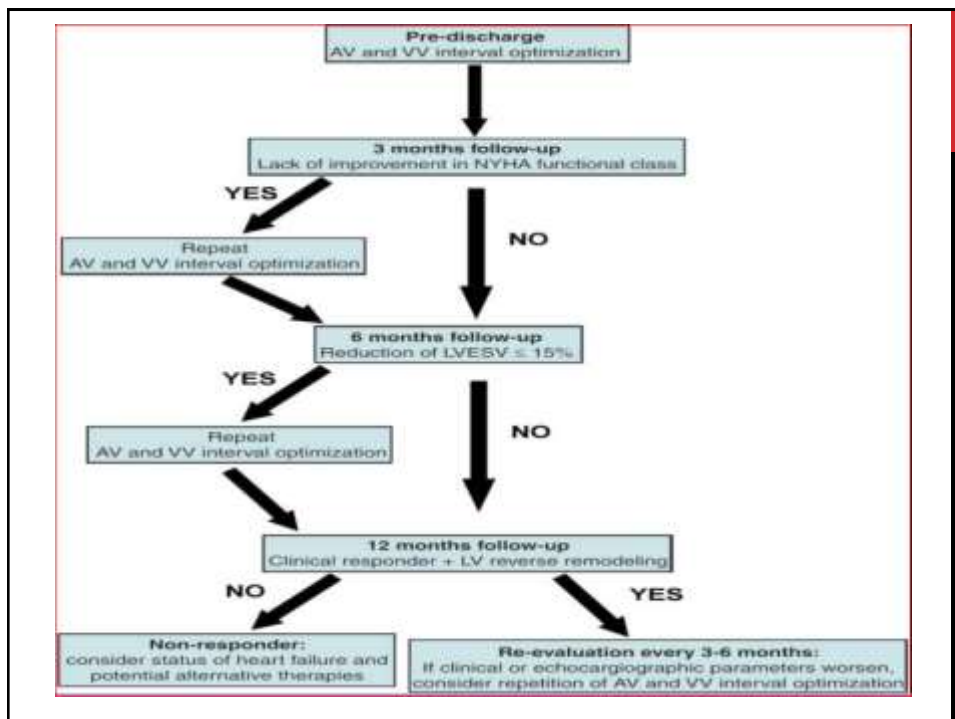 Pre-discharge
AV and VV interval optimization
3 months follow-up
Lack of improvement in NYHA functional class
YES
NO
Repeat
AV and VV interval optimization
6 months follow-up
Reduction of LVESV ≤ 15%
YES
NO
Repeat
AV and VV interval optimization
12 months follow-up
Clinical responder + LV reverse remodeling
NO
YES
Non-responder:
consider status of heart failure and
potential alternative therapies
Re-evaluation every 3-6 months:
If clinical or echocargiographic parameters worsen,
consider repetition of AV and VV interval optimization